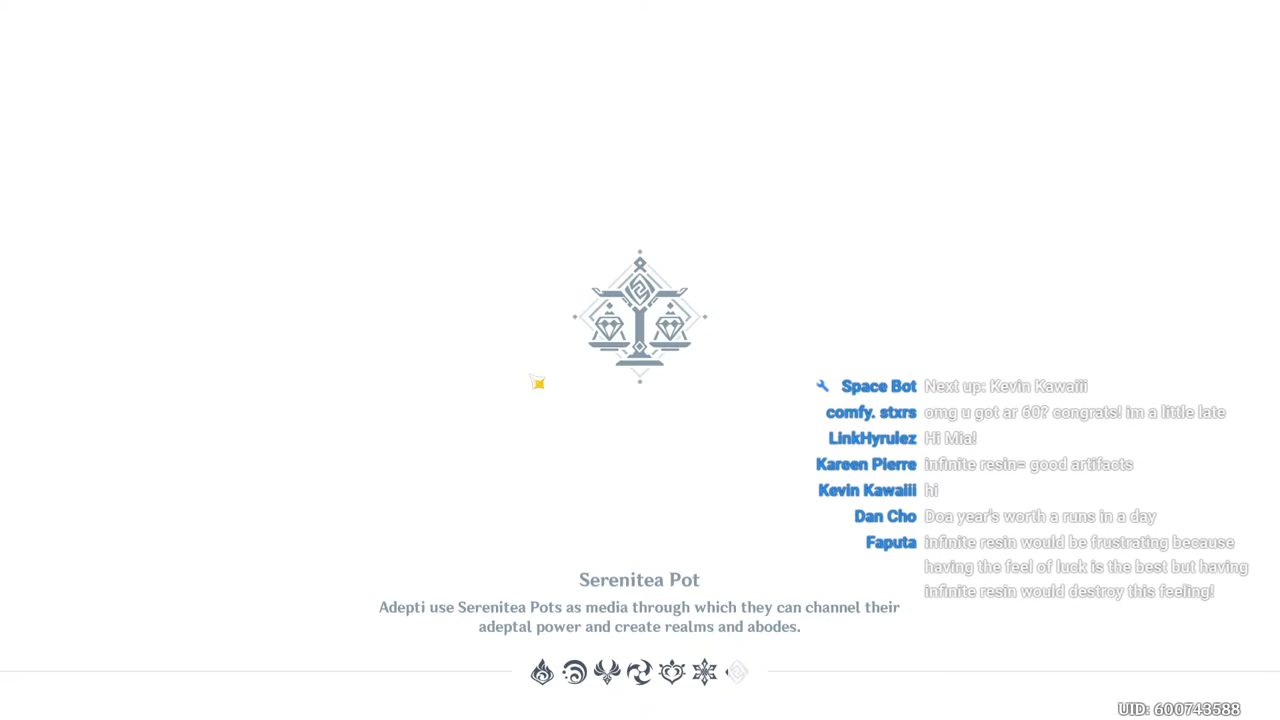 Space Bot Next up: Kevin Kawaiii
comfy. stxrs omg u got ar 60? congrats! im a little late
LinkHyrulez Hi Mia!
Kareen Pierre infinite resin= good artifacts
Kevin Kawaiii hi
Dan Cho Doa year's worth a runs in a day
Faputa infinite resin would be frustrating because
having the feel of luck is the best but having
infinite resin would destroy this feeling!
Serenitea Pot
Adepti use Serenitea Pots as media through which they can channel their
adeptal power and create realms and abodes.
UID: 600743588